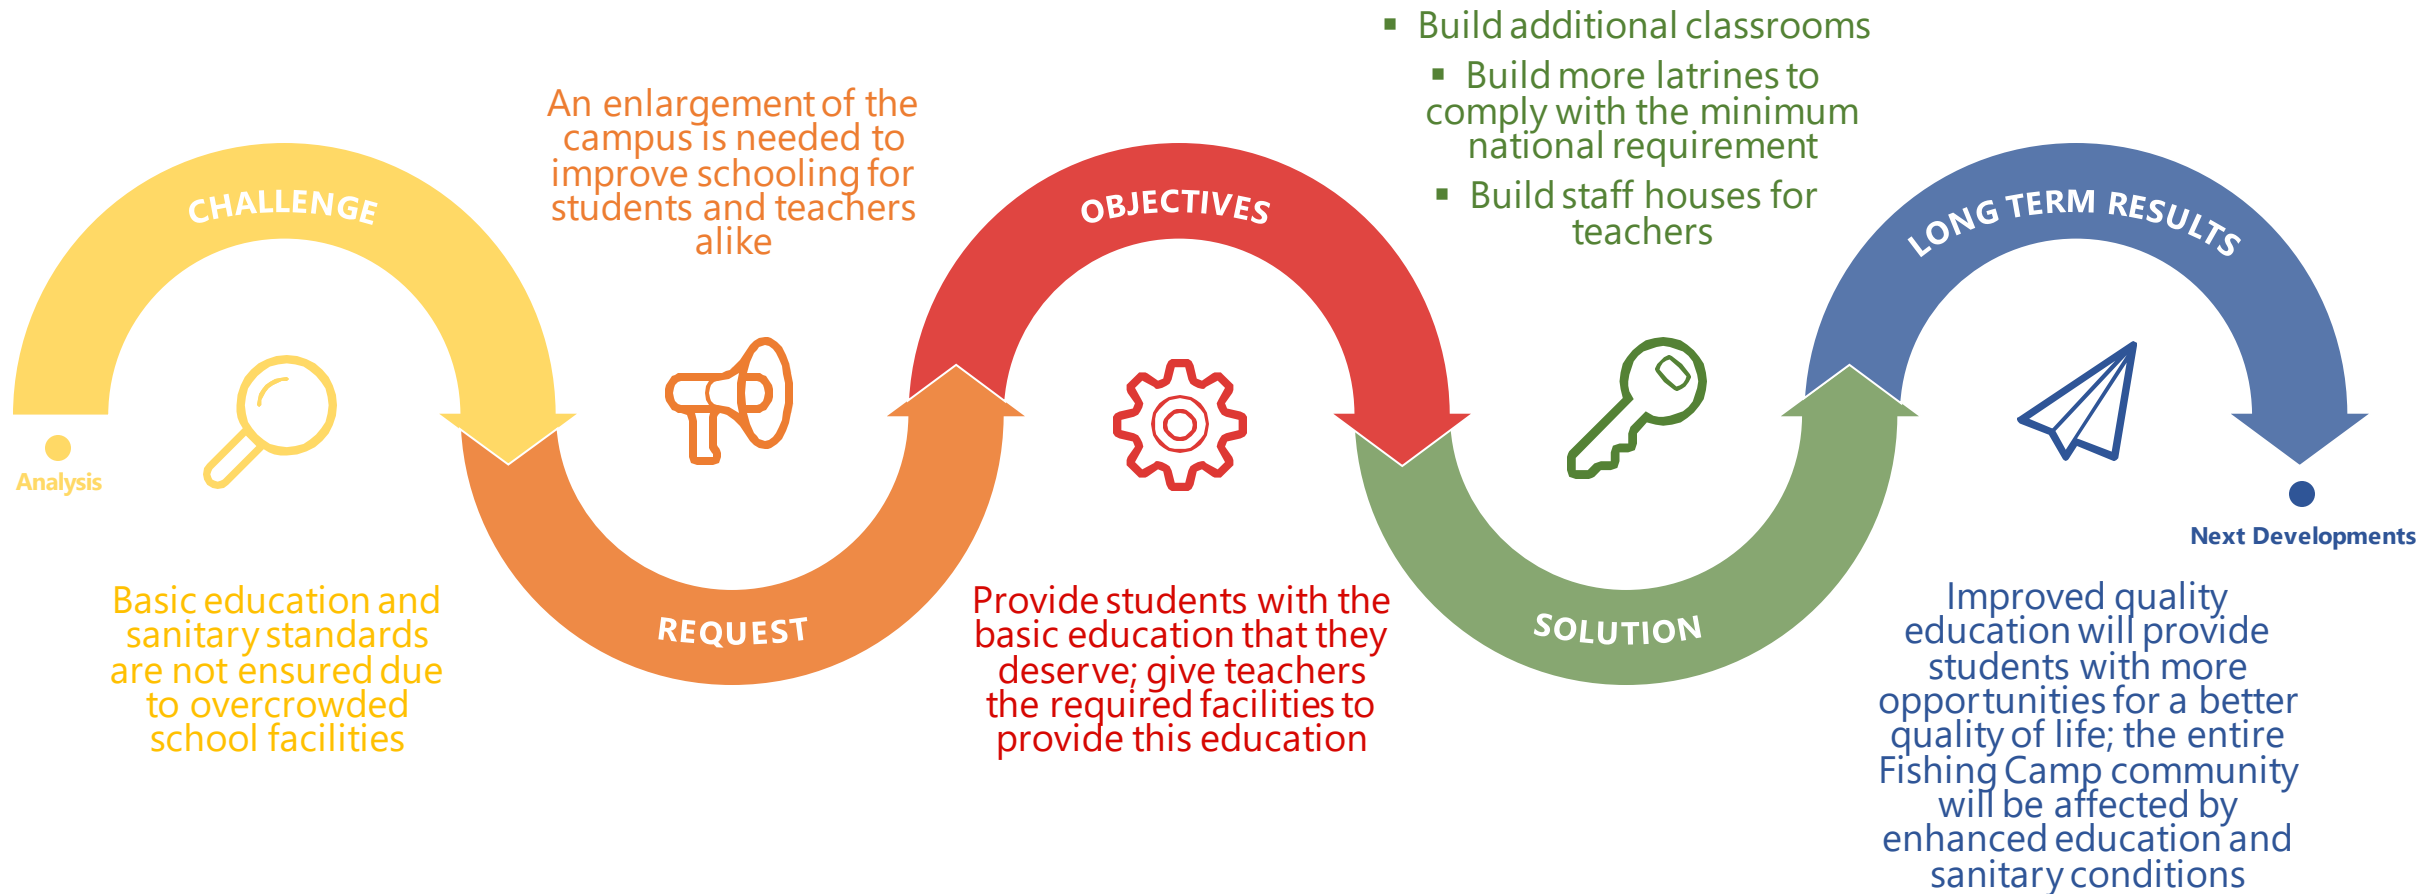 CHALLENGE
Analysis
Basic education and
sanitary standards
are not ensured due
to overcrowded
school facilities
An enlargement of the
campus is needed to
improve schooling for
students and teachers
alike
REQUEST
OBJECTIVES
Provide students with the
basic education that they
deserve; give teachers
the required facilities to
provide this education
▪ Build additional classrooms
▪ Build more latrines to
comply with the minimum
national requirement
▪ Build staff houses for
teachers
SOLUTION
LONG TERM RESULTS
Next Developments
Improved quality
education will provide
students with more
opportunities for a better
quality of life; the entire
Fishing Camp community
will be affected by
enhanced education and
sanitary conditions